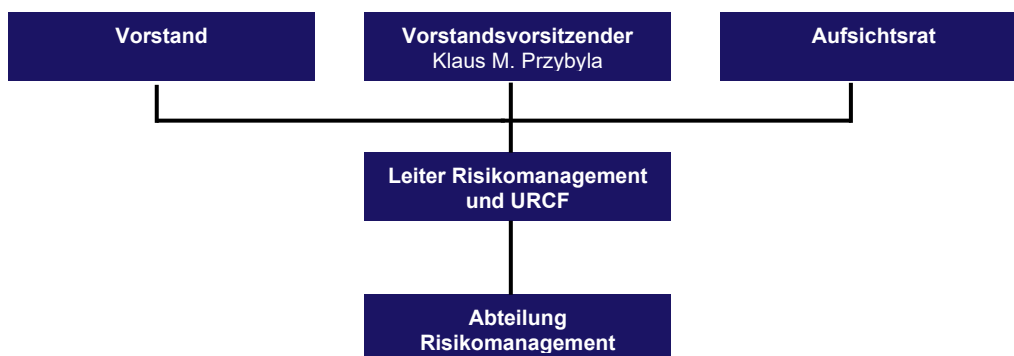 Vorstand
Vorstandsvorsitzender
Klaus M. Przybyla
Aufsichtsrat
Leiter Risikomanagement
und URCF
Abteilung
Risikomanagement